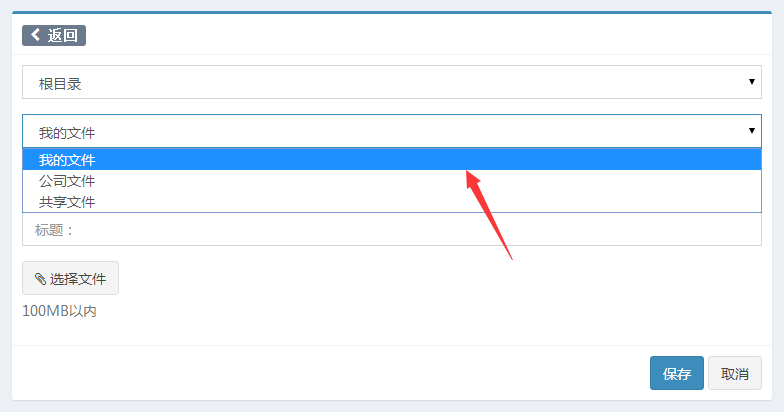 返回
根目录
我的文件
我的文件
公司文件
共享文件
标题：
选择文件
100MB以内
保存 取消